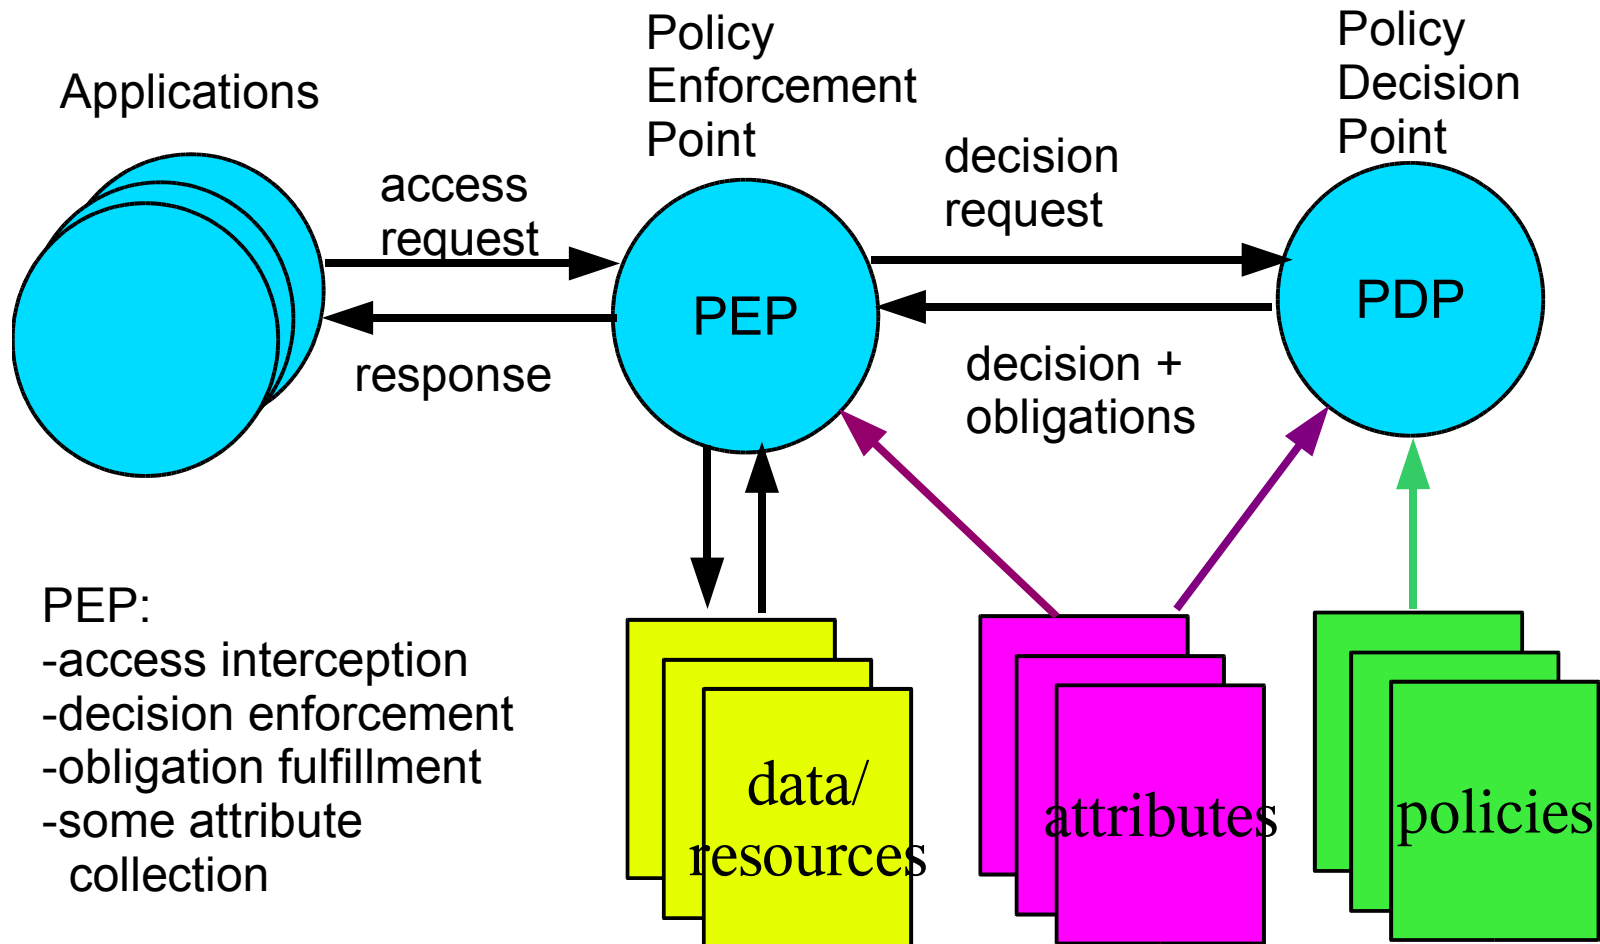 Applications
Policy
Enforcement
Point
Policy
Decision
Point
access
request
decision
request
PEP
PDP
response
decision +
obligations
PEP:
-access interception
-decision enforcement
-obligation fulfillment
-some attribute
collection
data/
resources
attributes
policies